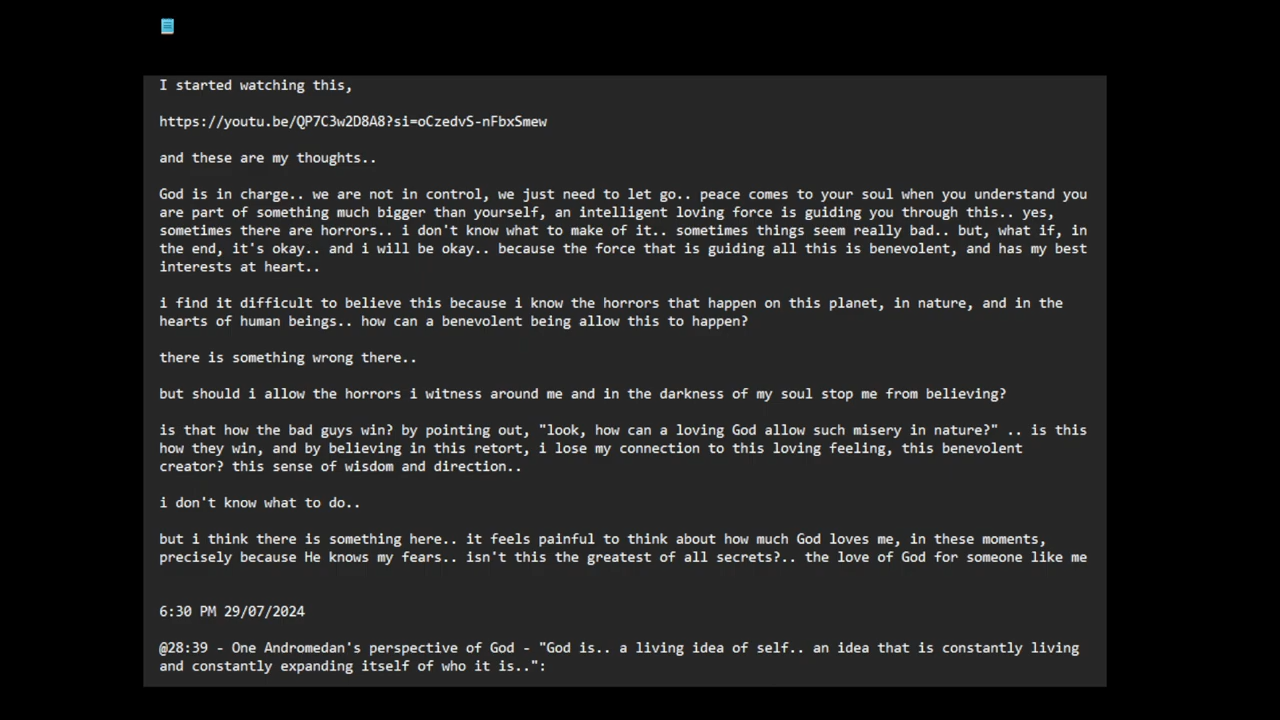 I started watching this,
https://youtu.be/QP7C3w2D8A8?si=oCzedvS-nFbxSmew
and these are my thoughts..
God is in charge.. we are not in control, we just need to let go.. peace comes to your soul when you understand you
are part of something much bigger than yourself, an intelligent loving force is guiding you through this.. yes,
sometimes there are horrors.. i don't know what to make of it.. sometimes things seem really bad.. but, what if, in
the end, it's okay.. and i will be okay.. because the force that is guiding all this is benevolent, and has my best
interests at heart..
i find it difficult to believe this because i know the horrors that happen on this planet, in nature, and in the
hearts of human beings.. how can a benevolent being allow this to happen?
there is something wrong there..
but should i allow the horrors i witness around me and in the darkness of my soul stop me from believing?
is that how the bad guys win? by pointing out, "look, how can a loving God allow such misery in nature?" .. is this
how they win, and by believing in this retort, i lose my connection to this loving feeling, this benevolent
creator? this sense of wisdom and direction..
i don't know what to do..
but i think there is something here.. it feels painful to think about how much God loves me, in these moments,
precisely because He knows my fears.. isn't this the greatest of all secrets?.. the love of God for someone like me
6:30 PM 29/07/2024
@28:39 - One Andromedan's perspective of God - "God is.. a living idea of self.. an idea that is constantly living
and constantly expanding itself of who it is..":